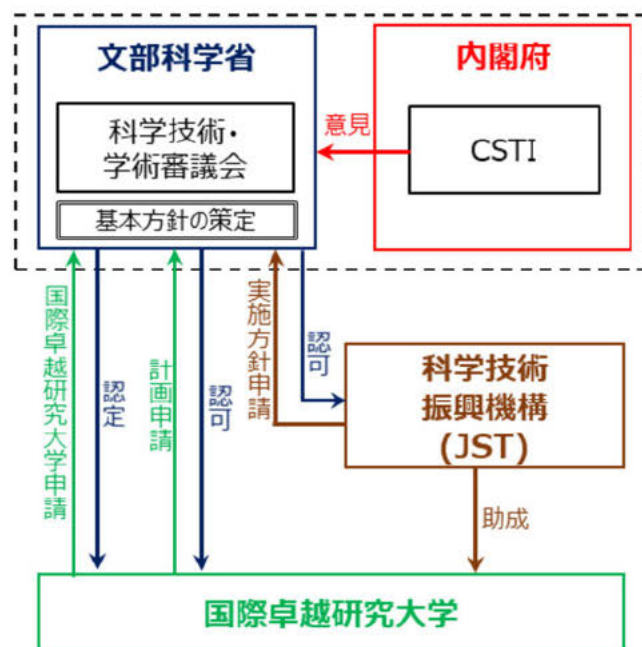 文部科学省
内閣府
科学技術・
学術審議会
意見
CSTI
基本方針の策定
国際卓越研究大学申請
認定
計画申請
認可
実施方針申請
認可
科学技術
振興機構
(JST)
助成
国際卓越研究大学